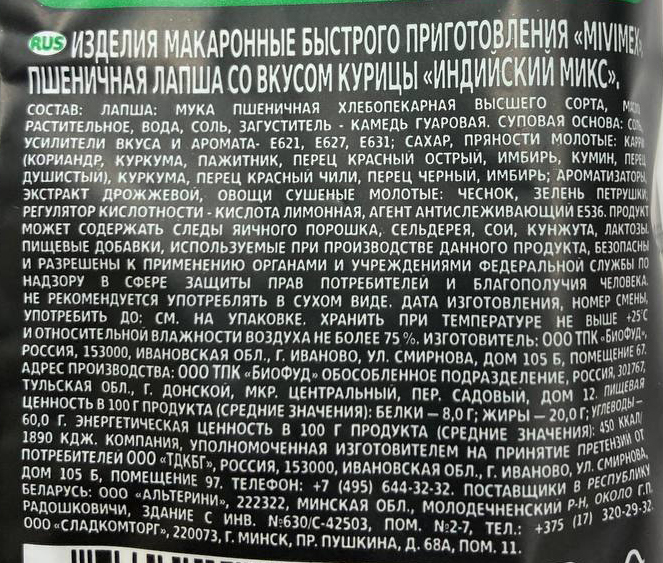 RUS ИЗДЕЛИЯ МАКАРОННЫЕ БЫСТРОГО ПРИГОТОВЛЕНИЯ «MIVIMEX»,
ПШЕНИЧНАЯ ЛАПША СО ВКУСОМ КУРИЦЫ «ИНДИЙСКИЙ МИКС».
СОСТАВ: ЛАПША: МУКА ПШЕНИЧНАЯ ХЛЕБОПЕКАРНАЯ ВЫСШЕГО СОРТА, МАСЛО
РАСТИТЕЛЬНОЕ, ВОДА, СОЛЬ, ЗАГУСТИТЕЛЬ - КАМЕДЬ ГУАРОВАЯ. СУПОВАЯ ОСНОВА: СОЛЬ,
УСИЛИТЕЛИ ВКУСА И АРОМАТА- Е621, Е627, Е631; САХАР, ПРЯНОСТИ МОЛОТЫЕ: КАРРИ
(КОРИАНДР, КУРКУМА, ПАЖИТНИК, ПЕРЕЦ КРАСНЫЙ ОСТРЫЙ, ИМБИРЬ, КУМИН, ПЕРЕЦ
ДУШИСТЫЙ), КУРКУМА, ПЕРЕЦ КРАСНЫЙ ЧИЛИ, ПЕРЕЦ ЧЕРНЫЙ, ИМБИРЬ; АРОМАТИЗАТОРЫ,
ЭКСТРАКТ ДРОЖЖЕВОЙ, ОВОЩИ СУШЕНЫЕ МОЛОТЫЕ: ЧЕСНОК, ЗЕЛЕНЬ ПЕТРУШКИ;
РЕГУЛЯТОР КИСЛОТНОСТИ - КИСЛОТА ЛИМОННАЯ, АГЕНТ АНТИСЛЕЖИВАЮЩИЙ Е536. ПРОДУКТ
МОЖЕТ СОДЕРЖАТЬ СЛЕДЫ ЯИЧНОГО ПОРОШКА, СЕЛЬДЕРЕЯ, СОИ, КУНЖУТА, ЛАКТОЗЫ.
ПИЩЕВЫЕ ДОБАВКИ, ИСПОЛЬЗУЕМЫЕ ПРИ ПРОИЗВОДСТВЕ ДАННОГО ПРОДУКТА, БЕЗОПАСНЫ
И РАЗРЕШЕНЫ К ПРИМЕНЕНИЮ ОРГАНАМИ И УЧРЕЖДЕНИЯМИ ФЕДЕРАЛЬНОЙ СЛУЖБЫ ПО
НАДЗОРУ В СФЕРЕ ЗАЩИТЫ ПРАВ ПОТРЕБИТЕЛЕЙ И БЛАГОПОЛУЧИЯ ЧЕЛОВЕКА.
НЕ РЕКОМЕНДУЕТСЯ УПОТРЕБЛЯТЬ В СУХОМ ВИДЕ. ДАТА ИЗГОТОВЛЕНИЯ, НОМЕР СМЕНЫ,
УПОТРЕБИТЬ ДО: СМ. НА УПАКОВКЕ. ХРАНИТЬ ПРИ ТЕМПЕРАТУРЕ НЕ ВЫШЕ +25°С
И ОТНОСИТЕЛЬНОЙ ВЛАЖНОСТИ ВОЗДУХА НЕ БОЛЕЕ 75%. ИЗГОТОВИТЕЛЬ: ООО ТПК «БИОФУД»,
РОССИЯ, 153000, ИВАНОВСКАЯ ОБЛ., Г. ИВАНОВО, УЛ. СМИРНОВА, ДОМ 105 Б, ПОМЕЩЕНИЕ 67.
АДРЕС ПРОИЗВОДСТВА: ООО ТПК «БИОФУД» ОБОСОБЛЕННОЕ ПОДРАЗДЕЛЕНИЕ, РОССИЯ, 301767,
ТУЛЬСКАЯ ОБЛ., Г. ДОНСКОЙ, МКР. ЦЕНТРАЛЬНЫЙ, ПЕР. САДОВЫЙ, ДОМ 12. ПИЩЕВАЯ
ЦЕННОСТЬ В 100 Г ПРОДУКТА (СРЕДНИЕ ЗНАЧЕНИЯ): БЕЛКИ — 8,0 Г; ЖИРЫ — 20,0 Г; УГЛЕВОДЫ —
60,0 Г. ЭНЕРГЕТИЧЕСКАЯ ЦЕННОСТЬ В 100 Г ПРОДУКТА (СРЕДНИЕ ЗНАЧЕНИЯ): 450 ККАЛ/
1890 КДЖ. КОМПАНИЯ, УПОЛНОМОЧЕННАЯ ИЗГОТОВИТЕЛЕМ НА ПРИНЯТИЕ ПРЕТЕНЗИЙ ОТ
ПОТРЕБИТЕЛЕЙ ООО «ТДКБГ», РОССИЯ, 153000, ИВАНОВСКАЯ ОБЛ., Г. ИВАНОВО, УЛ. СМИРНОВА,
ДОМ 105 Б, ПОМЕЩЕНИЕ 97. ТЕЛЕФОН: +7 (495) 644-32-32. ПОСТАВЩИКИ В РЕСПУБЛИКУ
БЕЛАРУСЬ: ООО «АЛЬТЕРИНИ», 222322, МИНСКАЯ ОБЛ., МОЛОДЕЧНЕНСКИЙ Р-Н, ОКОЛО Г.П.
РАДОШКОВИЧИ, ЗДАНИЕ С ИНВ. №630/С-42503, ПОМ. №2-7, ТЕЛ.: +375 (17) 320-29-32.
ООО «СЛАДКОМТОРГ», 220073, Г. МИНСК, ПР. ПУШКИНА, Д. 68А, ПОМ. 11.